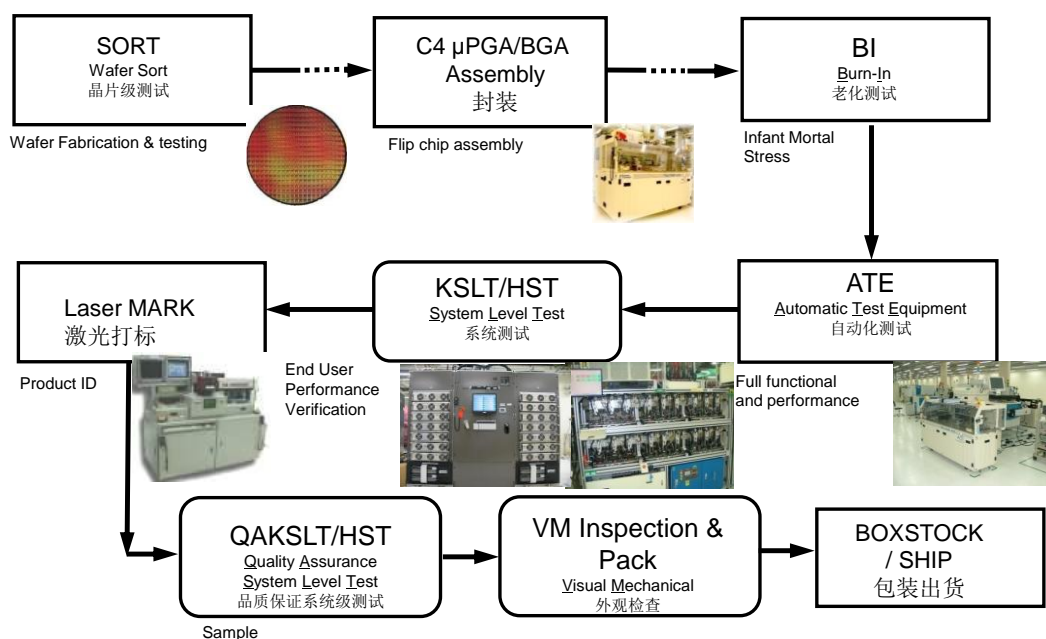 SORT
Wafer Sort
晶片级测试
Wafer Fabrication & testing
C4 µPGA/BGA
Assembly
封装
Flip chip assembly
BI
Burn-In
老化测试
Infant Mortal
Stress
ATE
Automatic Test Equipment
自动化测试
Full functional
and performance
KSLT/HST
System Level Test
系统测试
End User
Performance
Verification
Laser MARK
激光打标
Product ID
QAKSLT/HST
Quality Assurance
System Level Test
品质保证系统级测试
Sample
VM Inspection &
Pack
Visual Mechanical
外观检查
BOXSTOCK
/ SHIP
包装出货